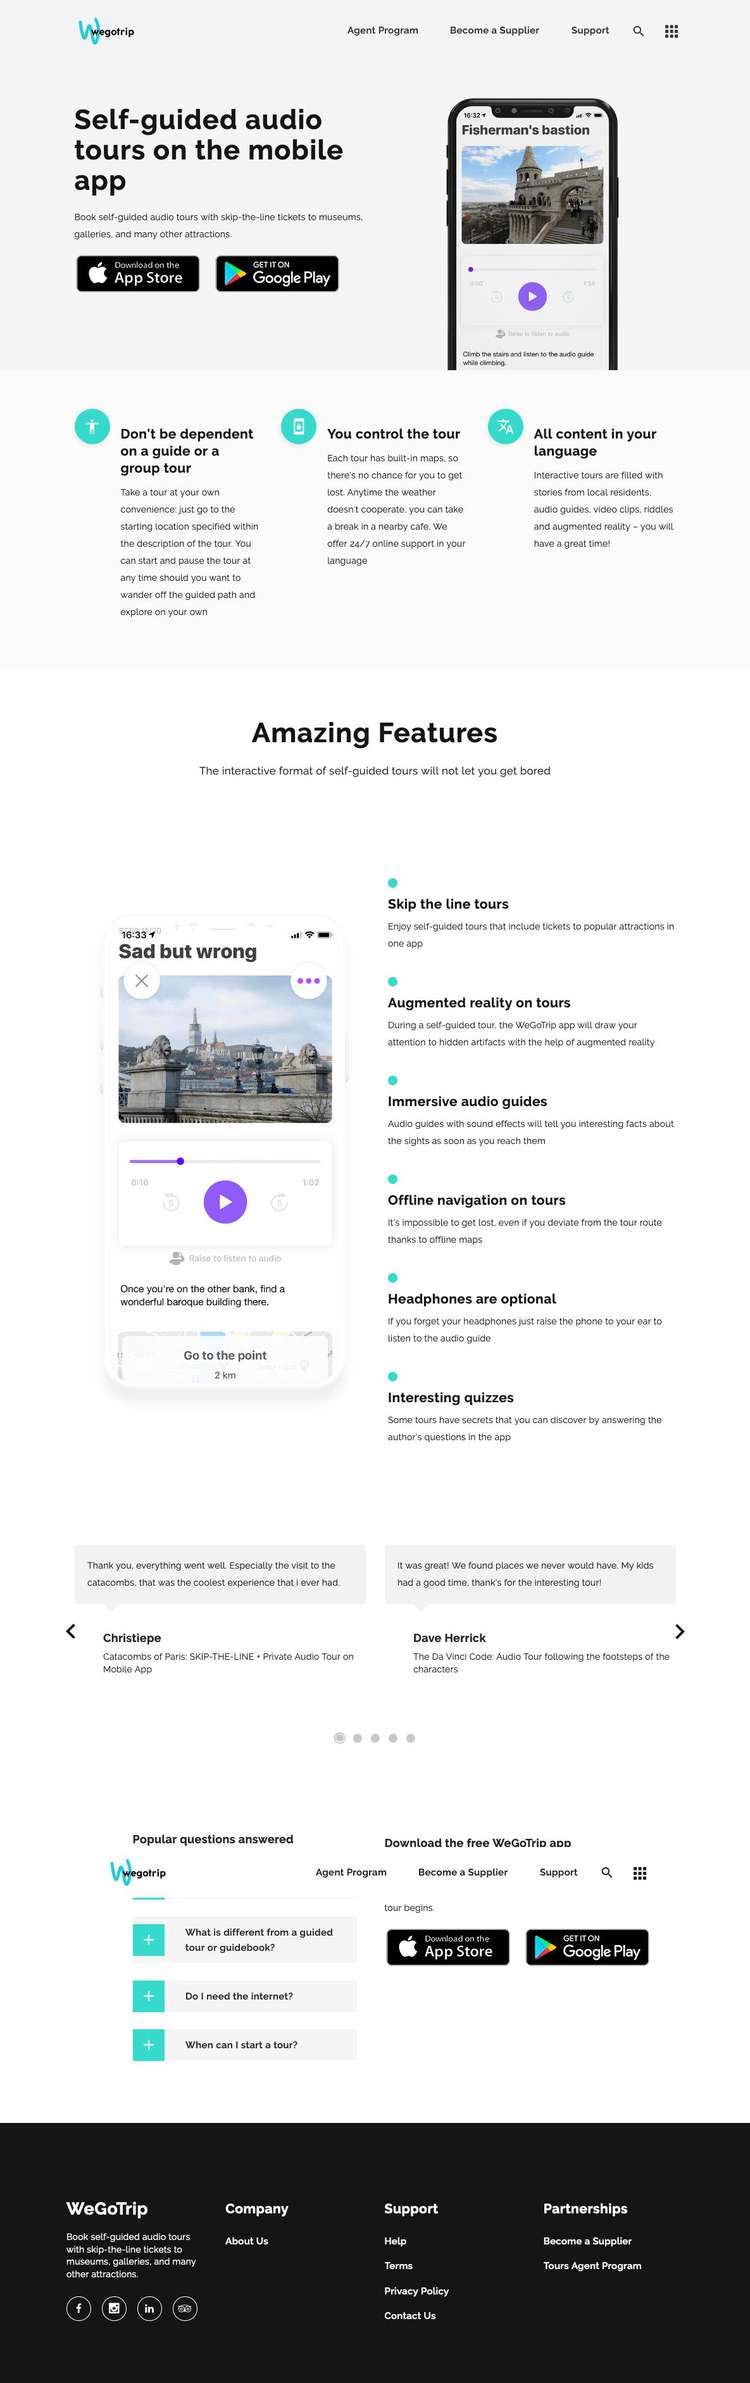 wegotrip
Agent Program
Become a Supplier
Support
Self-guided audio
tours on the mobile
app
Book self-guided audio tours with skip-the-line tickets to museums,
galleries, and many other attractions.
Download on the
App Store
GET IT ON
Google Play
16:32
Fisherman's bastion
0:00
1:54
Raise to listen to audio
Climb the stairs and listen to the audio guide
while climbing.
Don't be dependent
on a guide or a
group tour
Take a tour at your own
convenience: just go to the
starting location specified within
the description of the tour. You
can start and pause the tour at
any time should you want to
wander off the guided path and
explore on your own
You control the tour
Each tour has built-in maps, so
there's no chance for you to get
lost. Anytime the weather
doesn't cooperate, you can take
a break in a nearby cafe. We
offer 24/7 online support in your
language
All content in your
language
Interactive tours are filled with
stories from local residents,
audio guides, video clips, riddles
and augmented reality – you will
have a great time!
Amazing Features
The interactive format of self-guided tours will not let you get bored
16:33
Sad but wrong
0:16
1:02
5
5
Raise to listen to audio
Once you're on the other bank, find a
wonderful baroque building there.
Go to the point
2 km
Skip the line tours
Enjoy self-guided tours that include tickets to popular attractions in
one app
Augmented reality on tours
During a self-guided tour, the WeGoTrip app will draw your
attention to hidden artifacts with the help of augmented reality
Immersive audio guides
Audio guides with sound effects will tell you interesting facts about
the sights as soon as you reach them
Offline navigation on tours
It's impossible to get lost, even if you deviate from the tour route
thanks to offline maps
Headphones are optional
If you forget your headphones just raise the phone to your ear to
listen to the audio guide
Interesting quizzes
Some tours have secrets that you can discover by answering the
author's questions in the app
Thank you, everything went well. Especially the visit to the
catacombs, that was the coolest experience that i ever had.
Christiepe
Catacombs of Paris: SKIP-THE-LINE + Private Audio Tour on
Mobile App
It was great! We found places we never would have. My kids
had a good time, thank's for the interesting tour!
Dave Herrick
The Da Vinci Code: Audio Tour following the footsteps of the
characters
Popular questions answered
Download the free WeGoTrip app
wegotrip
Agent Program
Become a Supplier
Support
tour begins.
What is different from a guided
tour or guidebook?
Do I need the internet?
When can I start a tour?
Download on the
App Store
GET IT ON
Google Play
WeGoTrip
Book self-guided audio tours
with skip-the-line tickets to
museums, galleries, and many
other attractions.
Company
About Us
Support
Help
Terms
Privacy Policy
Contact Us
Partnerships
Become a Supplier
Tours Agent Program